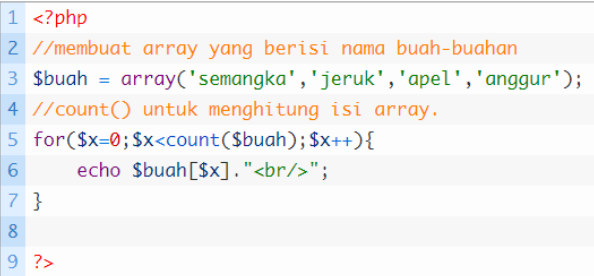 1 <?php
2 //membuat array yang berisi nama buah-buahan
3 $buah = array('semangka','jeruk','apel','anggur');
4 //count() untuk menghitung isi array.
5 for($x=0;$x<count($buah);$x++){
6     echo $buah[$x]."<br/>";
7 }
8
9 ?>